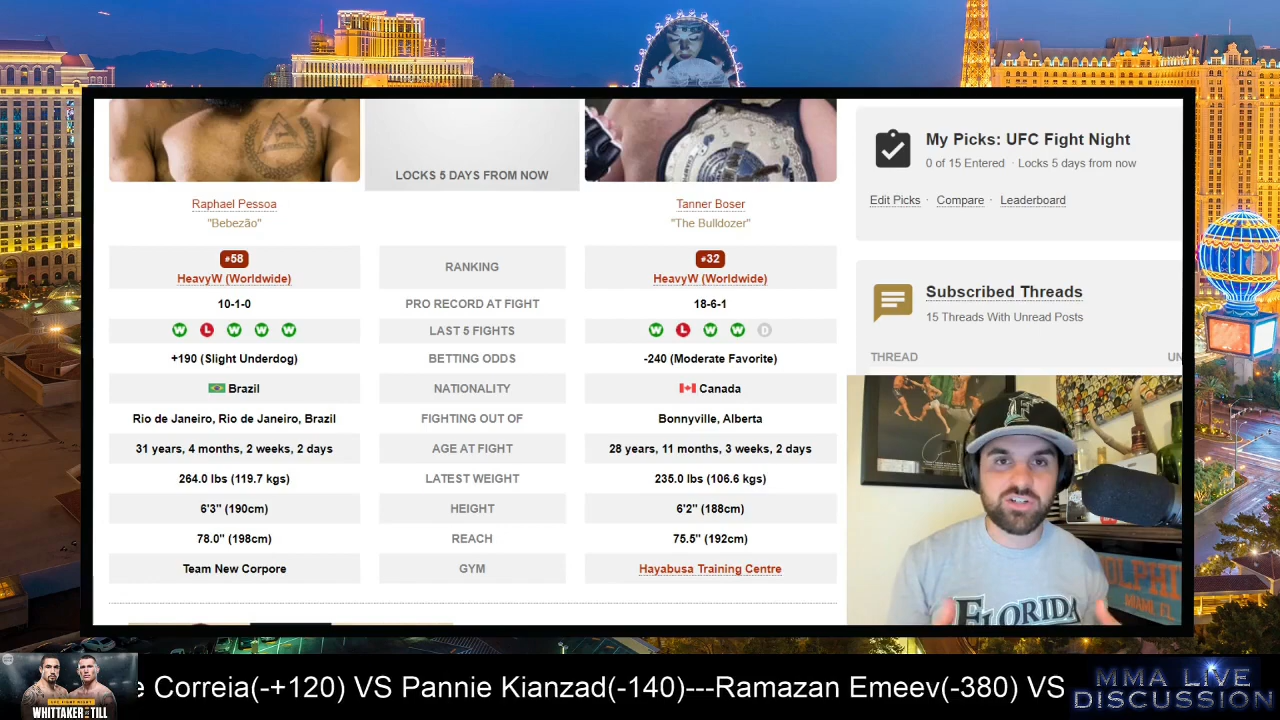 LOCKS 5 DAYS FROM NOW
Raphael Pessoa
"Bebezão"
Tanner Boser
"The Bulldozer"
#58
HeavyW (Worldwide)
RANKING
#32
HeavyW (Worldwide)
10-1-0 PRO RECORD AT FIGHT 18-6-1
W L W W W LAST 5 FIGHTS W L W W D
+190 (Slight Underdog) BETTING ODDS -240 (Moderate Favorite)
Brazil NATIONALITY Canada
Rio de Janeiro, Rio de Janeiro, Brazil FIGHTING OUT OF Bonnyville, Alberta
31 years, 4 months, 2 weeks, 2 days AGE AT FIGHT 28 years, 11 months, 3 weeks, 2 days
264.0 lbs (119.7 kgs) LATEST WEIGHT 235.0 lbs (106.6 kgs)
6'3" (190cm) HEIGHT 6'2" (188cm)
78.0" (198cm) REACH 75.5" (192cm)
Team New Corpore GYM Hayabusa Training Centre
My Picks: UFC Fight Night
0 of 15 Entered · Locks 5 days from now
Edit Picks · Compare · Leaderboard
Subscribed Threads
15 Threads With Unread Posts
THREAD UN
F
FLORIDA
DOLPHI
MIAMI, FL
WHITTAKER TILL
e Correia(-+120) VS Pannie Kianzad(-140)---Ramazan Emeev(-380) VS
MMA LIVE
DISCUSSION